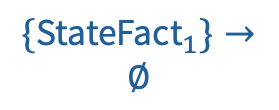 {StateFact₁} →
∅